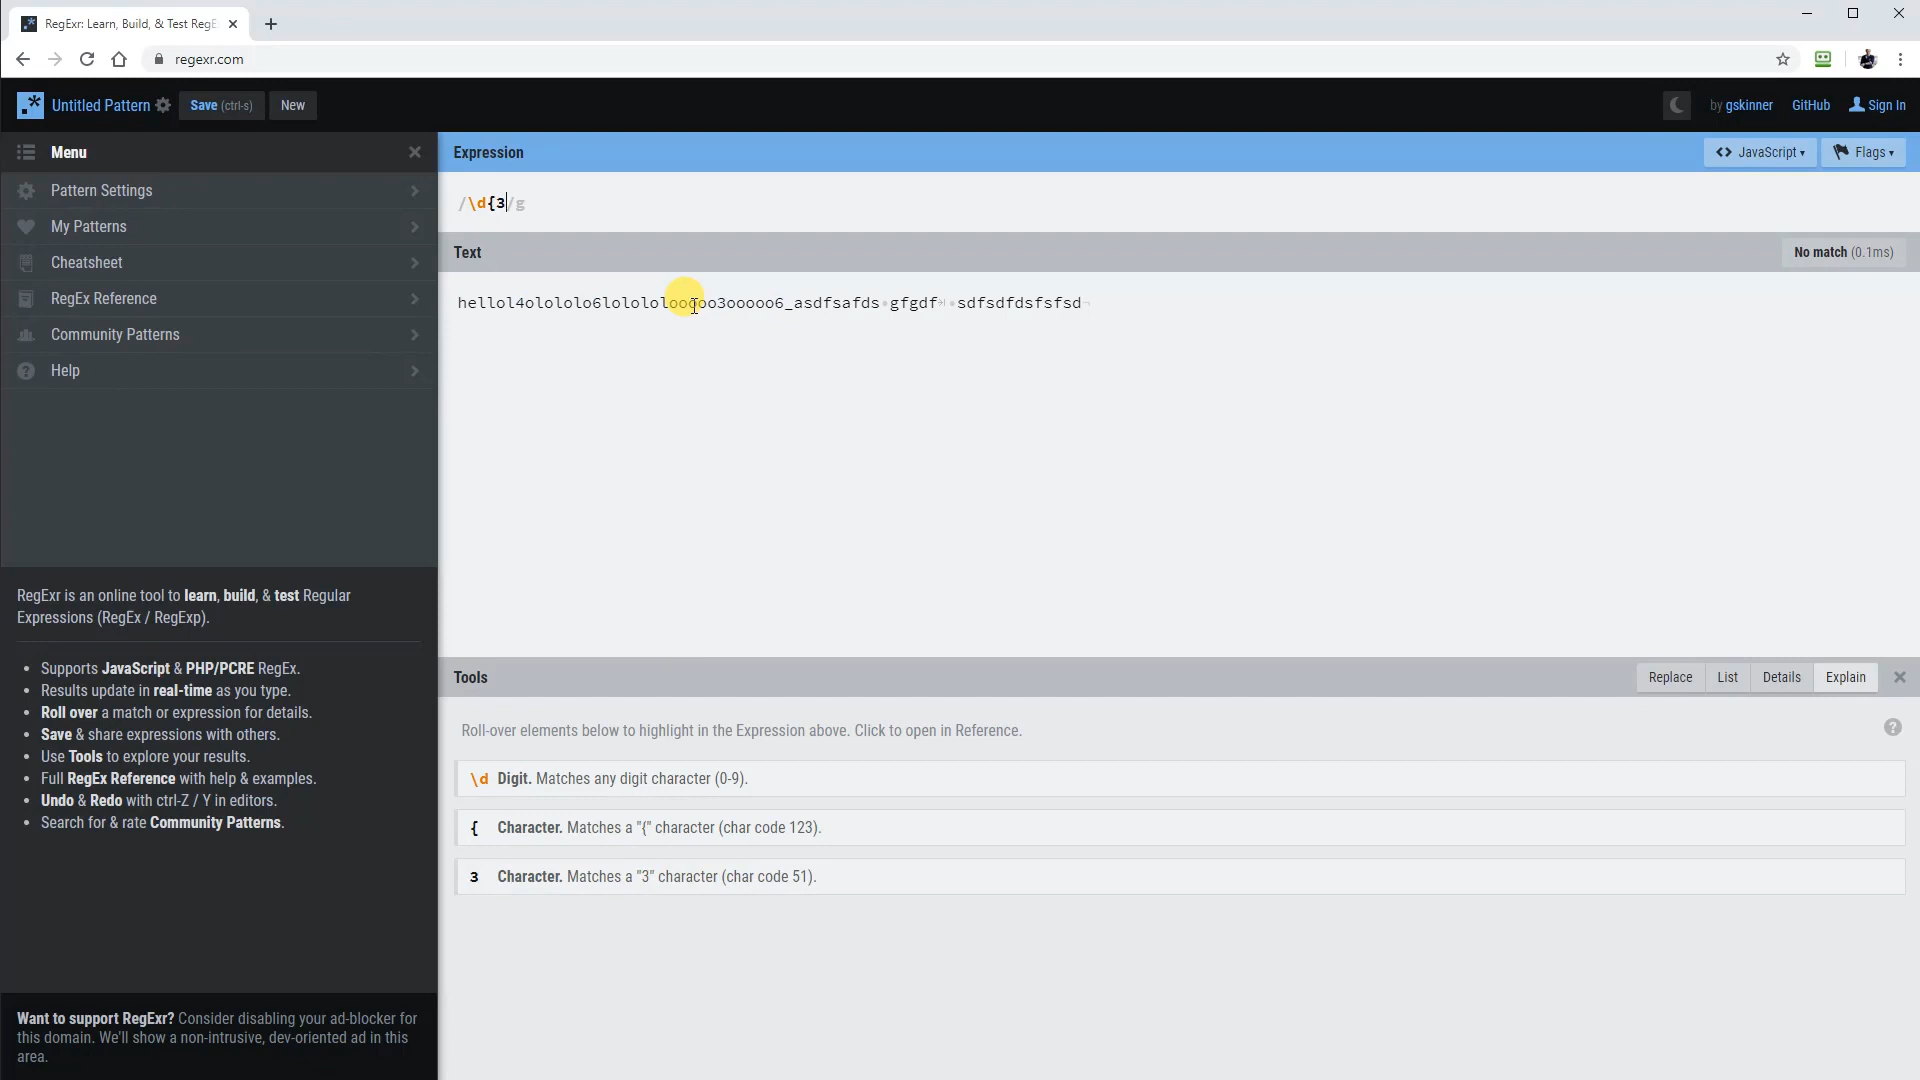 RegExr: Learn, Build, & Test RegE
regexr.com
Untitled Pattern
Save (ctrl-s)
New
by gskinner
GitHub
Sign In
Menu
Pattern Settings
My Patterns
Cheatsheet
RegEx Reference
Community Patterns
Help
RegExr is an online tool to learn, build, & test Regular
Expressions (RegEx / RegExp).
• Supports JavaScript & PHP/PCRE RegEx.
• Results update in real-time as you type.
• Roll over a match or expression for details.
• Save & share expressions with others.
• Use Tools to explore your results.
• Full RegEx Reference with help & examples.
• Undo & Redo with ctrl-Z / Y in editors.
• Search for & rate Community Patterns.
Want to support RegExr? Consider disabling your ad-blocker for
this domain. We'll show a non-intrusive, dev-oriented ad in this
area.
Expression
<> JavaScript
Flags
/\d{3/g
Text
No match (0.1ms)
hellol4olololo6lolololooooo3ooooo6_asdfsafds gfgdf sdfsdfdsfsfsd
Tools
Replace
List
Details
Explain
Roll-over elements below to highlight in the Expression above. Click to open in Reference.
?
\d Digit. Matches any digit character (0-9).
{ Character. Matches a "{" character (char code 123).
3 Character. Matches a "3" character (char code 51).